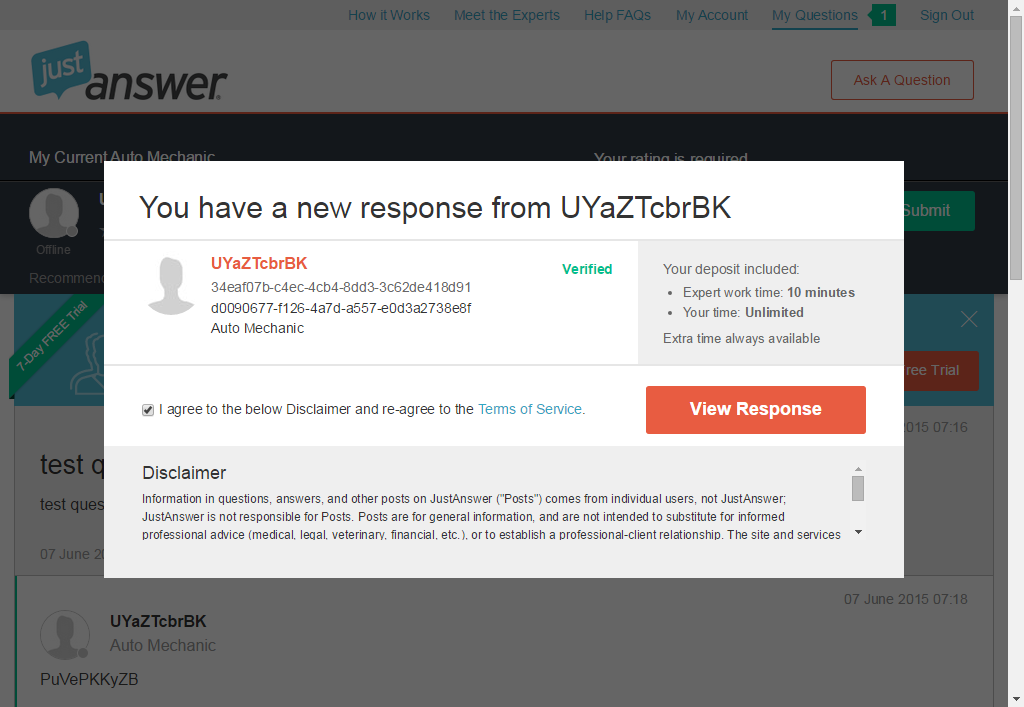 How it Works Meet the Experts Help FAQs My Account My Questions 1 Sign Out
just answer
Ask A Question
My Current Auto Mechanic
Your rating is required
Submit
Offline
Recommen
You have a new response from UYaZTcbrBK
UYaZTcbrBK
Verified
34eaf07b-c4ec-4cb4-8dd3-3c62de418d91
d0090677-f126-4a7d-a557-e0d3a2738e8f
Auto Mechanic
Your deposit included:
• Expert work time: 10 minutes
• Your time: Unlimited
Extra time always available
7-Day FREE Trial
ree Trial
I agree to the below Disclaimer and re-agree to the Terms of Service.
View Response
2015 07:16
test q
test ques
07 June 20
Disclaimer
Information in questions, answers, and other posts on JustAnswer ("Posts") comes from individual users, not JustAnswer;
JustAnswer is not responsible for Posts. Posts are for general information, and are not intended to substitute for informed
professional advice (medical, legal, veterinary, financial, etc.), or to establish a professional-client relationship. The site and services
07 June 2015 07:18
UYaZTcbrBK
Auto Mechanic
PuVePKKyZB